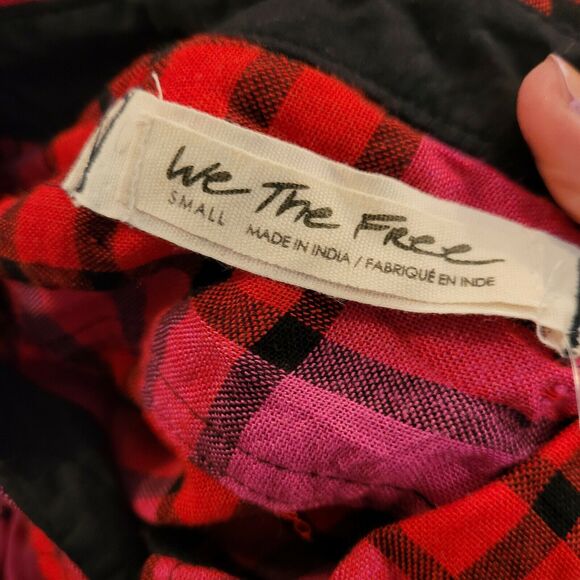 We The Free
SMALL
MADE IN INDIA / FABRIQUÉ EN INDE